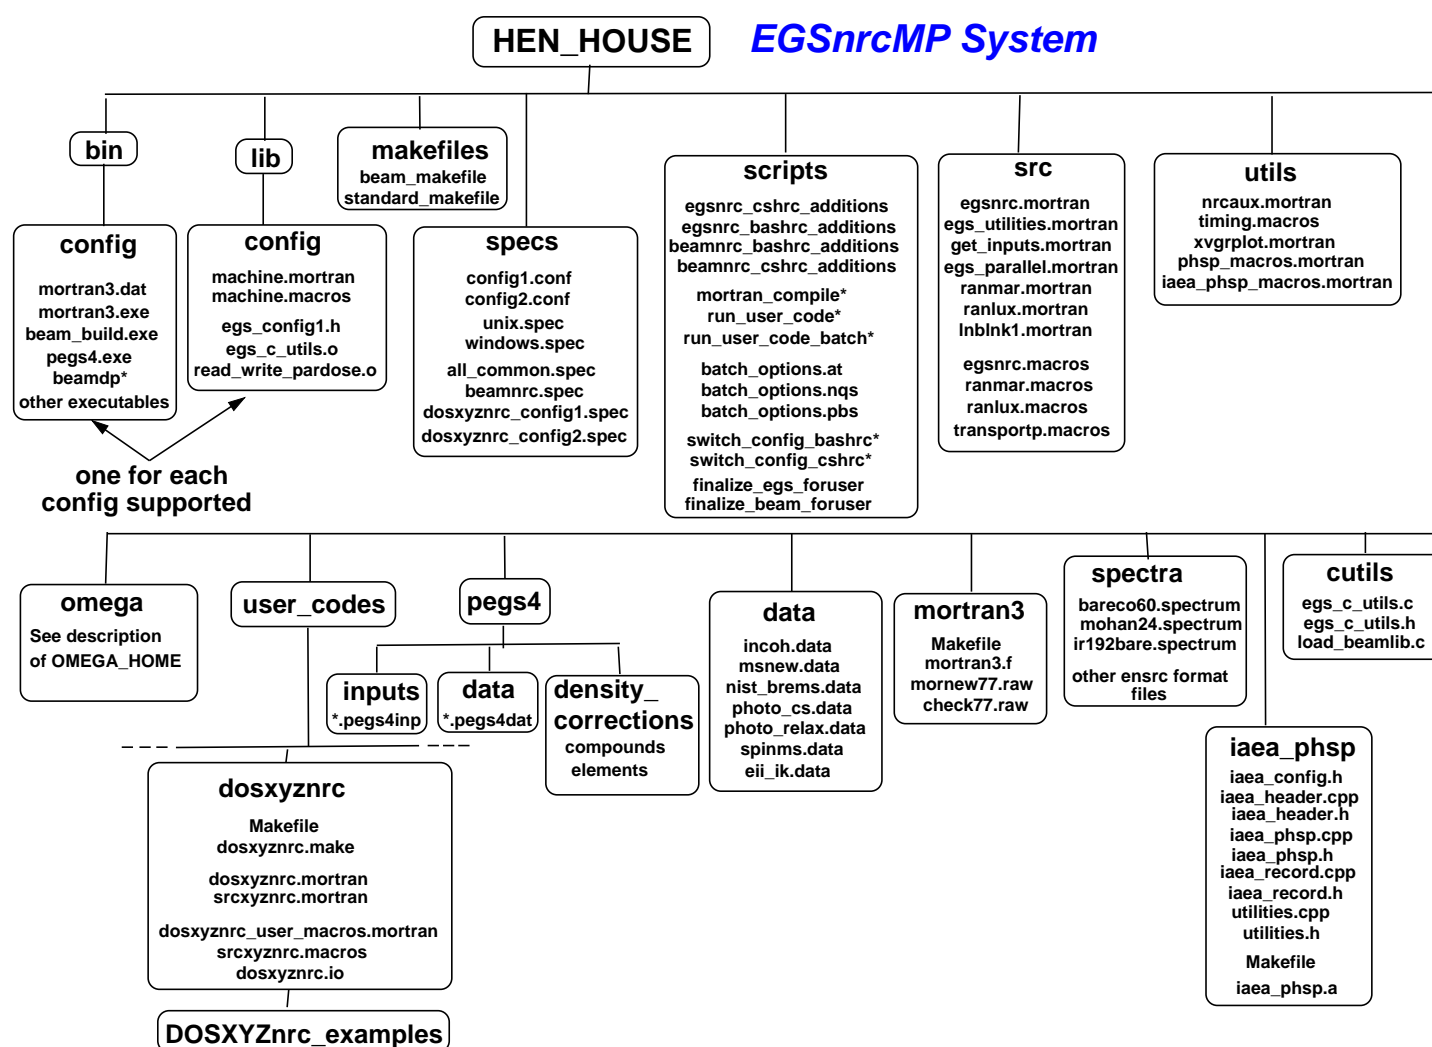 HEN_HOUSE
EGSnrcMP System
bin
config
mortran3.dat
mortran3.exe
beam_build.exe
pegs4.exe
beamdp*
other executables
lib
config
machine.mortran
machine.macros
egs_config1.h
egs_c_utils.o
read_write_pardose.o
one for each
config supported
makefiles
beam_makefile
standard_makefile
specs
config1.conf
config2.conf
unix.spec
windows.spec
all_common.spec
beamnrc.spec
dosxyznrc_config1.spec
dosxyznrc_config2.spec
scripts
egsnrc_cshrc_additions
egsnrc_bashrc_additions
beamnrc_bashrc_additions
beamnrc_cshrc_additions
mortran_compile*
run_user_code*
run_user_code_batch*
batch_options.at
batch_options.nqs
batch_options.pbs
switch_config_bashrc*
switch_config_cshrc*
finalize_egs_foruser
finalize_beam_foruser
src
egsnrc.mortran
egs_utilities.mortran
get_inputs.mortran
egs_parallel.mortran
ranmar.mortran
ranlux.mortran
lnblnk1.mortran
egsnrc.macros
ranmar.macros
ranlux.macros
transportp.macros
utils
nrcaux.mortran
timing.macros
xvgrplot.mortran
phsp_macros.mortran
iaea_phsp_macros.mortran
omega
See description
of OMEGA_HOME
user_codes
dosxyznrc
Makefile
dosxyznrc.make
dosxyznrc.mortran
srcxyznrc.mortran
dosxyznrc_user_macros.mortran
srcxyznrc.macros
dosxyznrc.io
DOSXYZnrc_examples
pegs4
inputs
*.pegs4inp
data
*.pegs4dat
density_
corrections
compounds
elements
data
incoh.data
msnew.data
nist_brems.data
photo_cs.data
photo_relax.data
spinms.data
eii_ik.data
mortran3
Makefile
mortran3.f
mornew77.raw
check77.raw
spectra
bareco60.spectrum
mohan24.spectrum
ir192bare.spectrum
other ensrc format
files
iaea_phsp
iaea_config.h
iaea_header.cpp
iaea_header.h
iaea_phsp.cpp
iaea_phsp.h
iaea_record.cpp
iaea_record.h
utilities.cpp
utilities.h
Makefile
iaea_phsp.a
cutils
egs_c_utils.c
egs_c_utils.h
load_beamlib.c